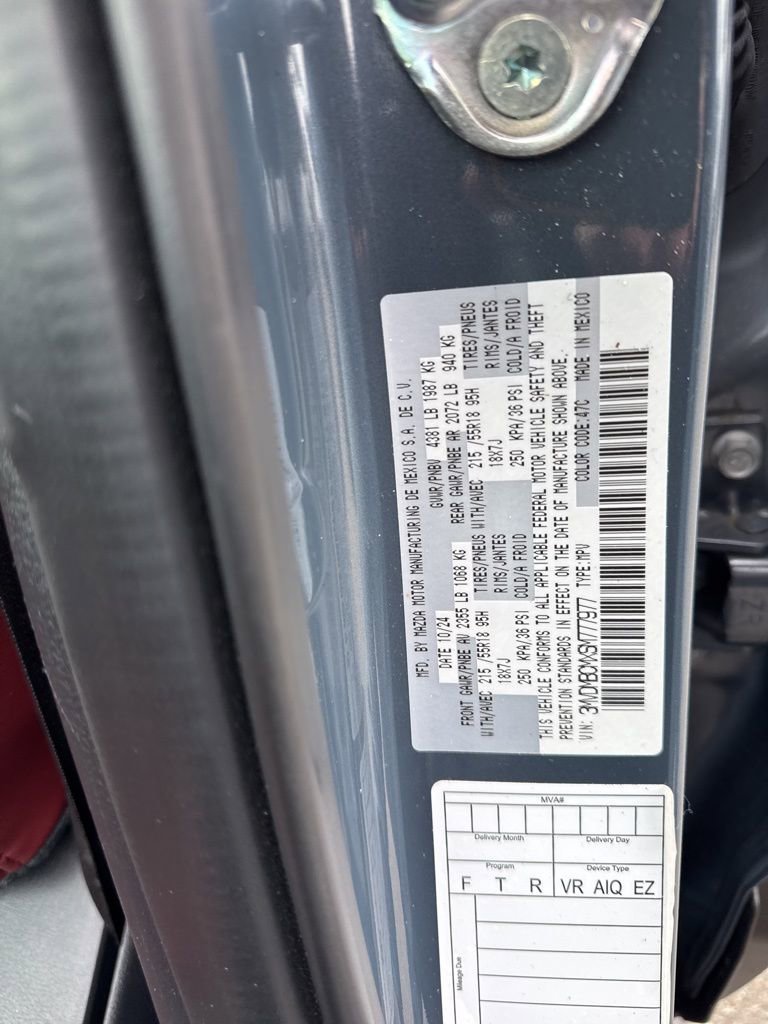 MFD. BY MAZDA MOTOR MANUFACTURING DE MEXICO S.A. DE C.V.
DATE 10/24 GVWR/PNBV 4381 LB 1987 KG
FRONT GAWR/PNBE AV 2355 LB 1068 KG REAR GAWR/PNBE AR 2072 LB 940 KG
WITH/AVEC 215 /55R18 95H TIRES/PNEUS WITH/AVEC 215 /55R18 95H TIRES/PNEUS
18X7J RIMS/JANTES 18X7J RIMS/JANTES
250 KPA/36 PSI COLD/A FROID 250 KPA/36 PSI COLD/A FROID
THIS VEHICLE CONFORMS TO ALL APPLICABLE FEDERAL MOTOR VEHICLE SAFETY AND THEFT
PREVENTION STANDARDS IN EFFECT ON THE DATE OF MANUFACTURE SHOWN ABOVE.
VIN: TYPE:MPV COLOR CODE:47C MADE IN MEXICO
MVA#
Delivery Month Delivery Day
Program Device Type
F T R VR AIQ EZ
Mileage Due